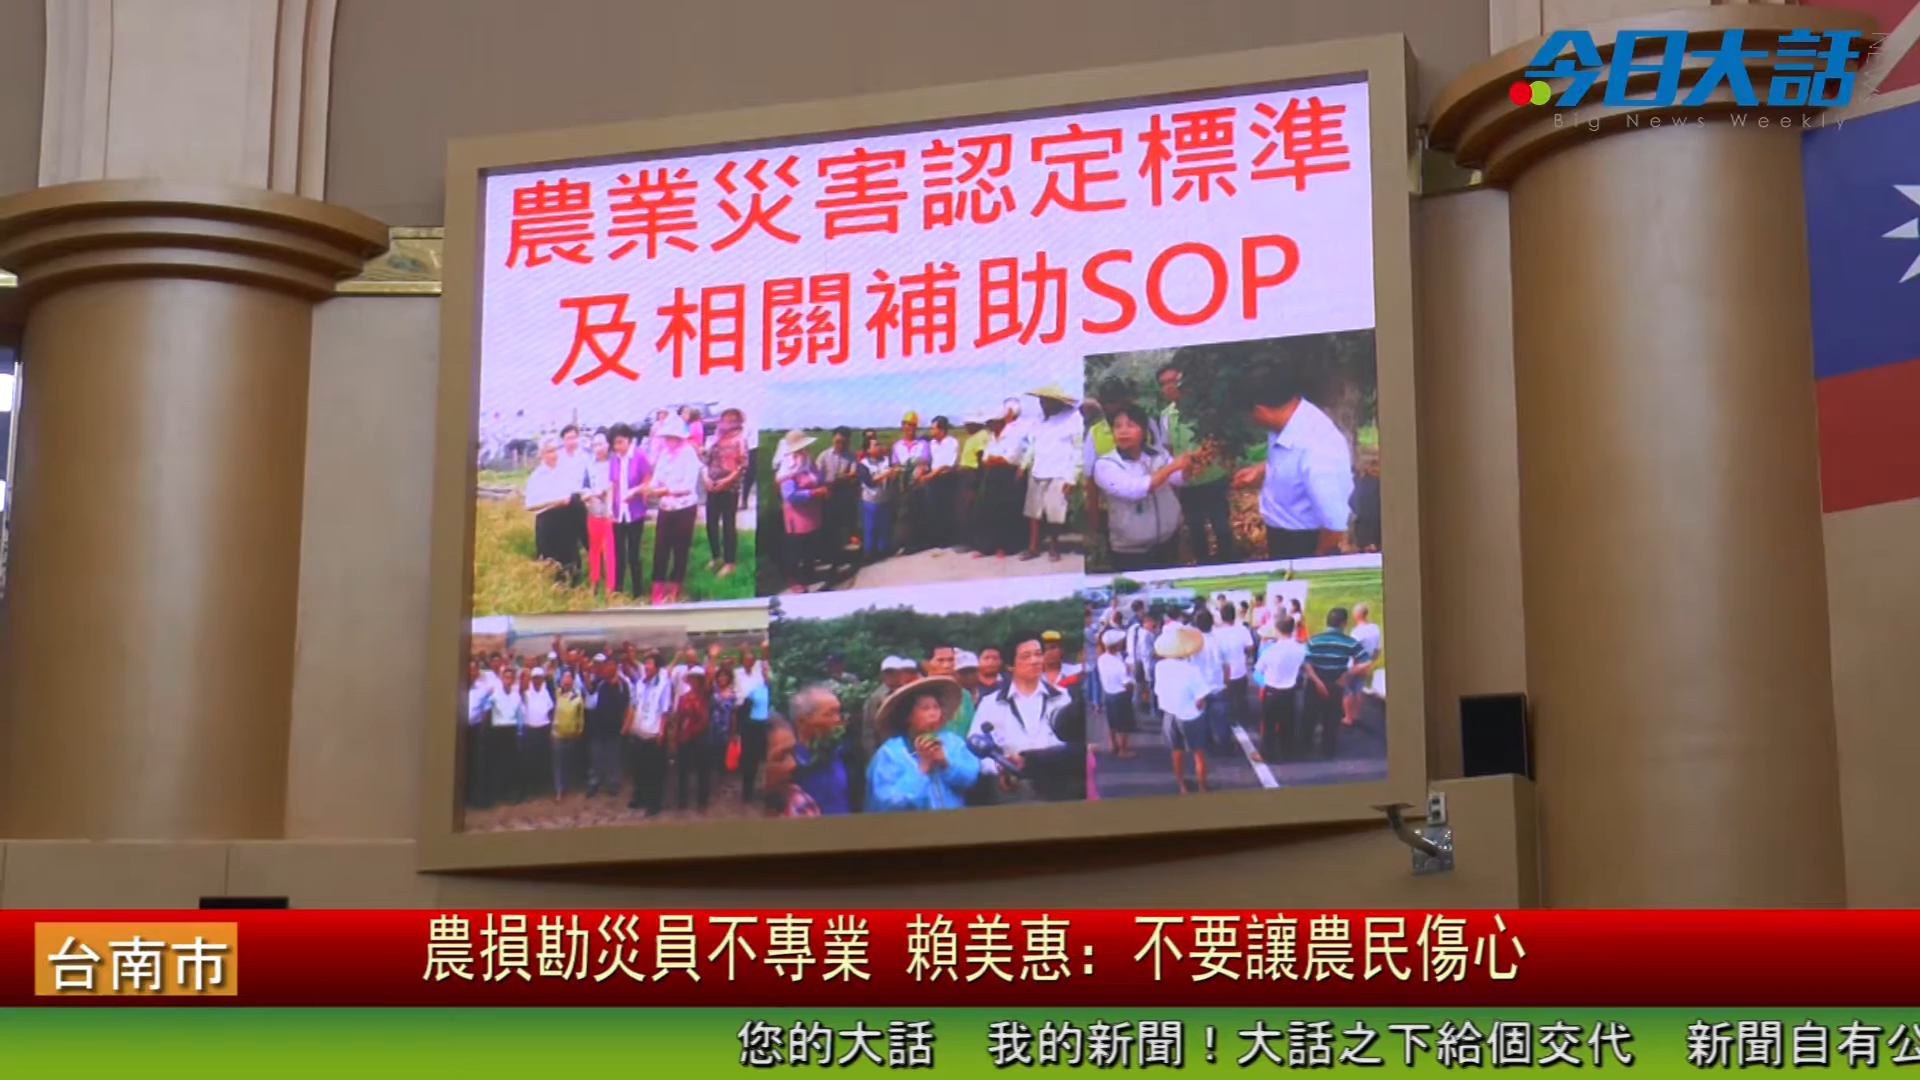 今日大話
NEWS
Big News Weekly
農業災害認定標準
及相關補助SOP
台南市
農損勘災員不專業 賴美惠：不要讓農民傷心
您的大話 我的新聞！大話之下給個交代 新聞自有公